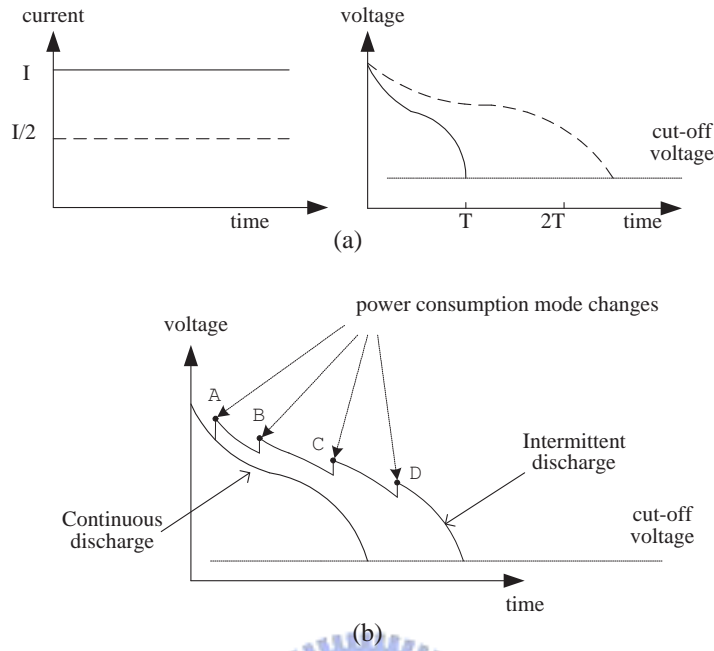 current
voltage
I
I/2
cut-off
voltage
time
T
2T
time
(a)
power consumption mode changes
voltage
A
B
C
D
Intermittent
discharge
Continuous
discharge
cut-off
voltage
time
(b)